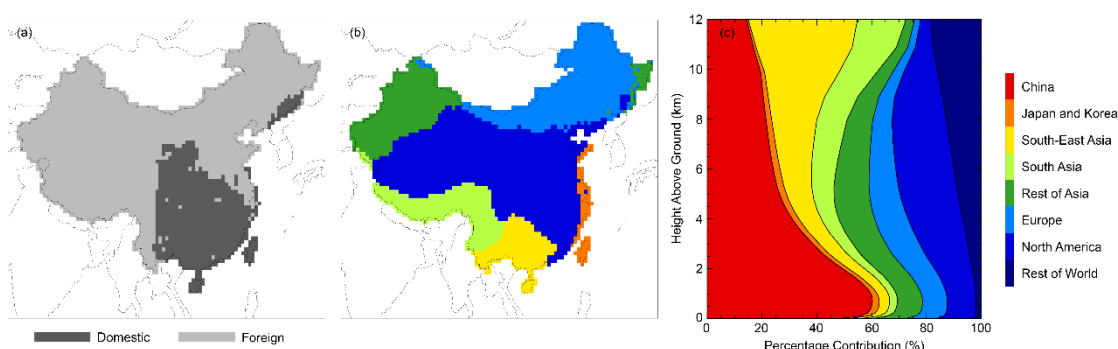 (a)
(b)
(c)
Domestic
Foreign
12
10
8
6
4
2
0
Height Above Ground (km)
0
20
40
60
80
100
Percentage Contribution (%)
China
Japan and Korea
South-East Asia
South Asia
Rest of Asia
Europe
North America
Rest of World